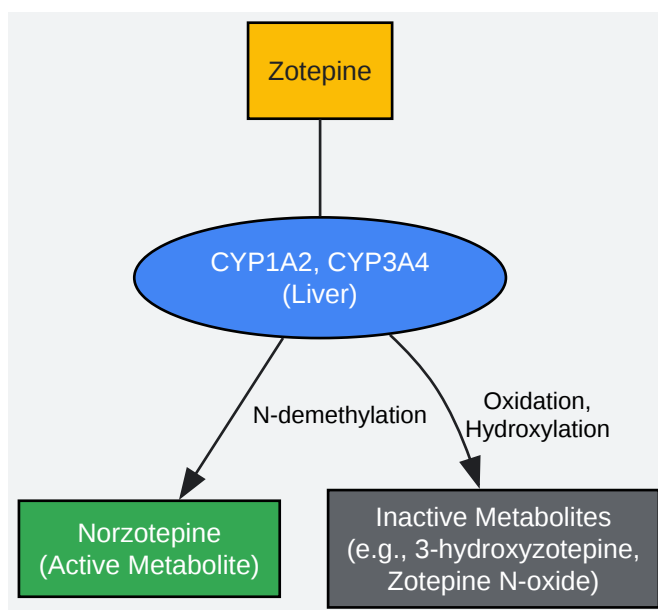 Zotepine
CYP1A2, CYP3A4
(Liver)
N-demethylation
Oxidation,
Hydroxylation
Norzotepine
(Active Metabolite)
Inactive Metabolites
(e.g., 3-hydroxyzotepine,
Zotepine N-oxide)